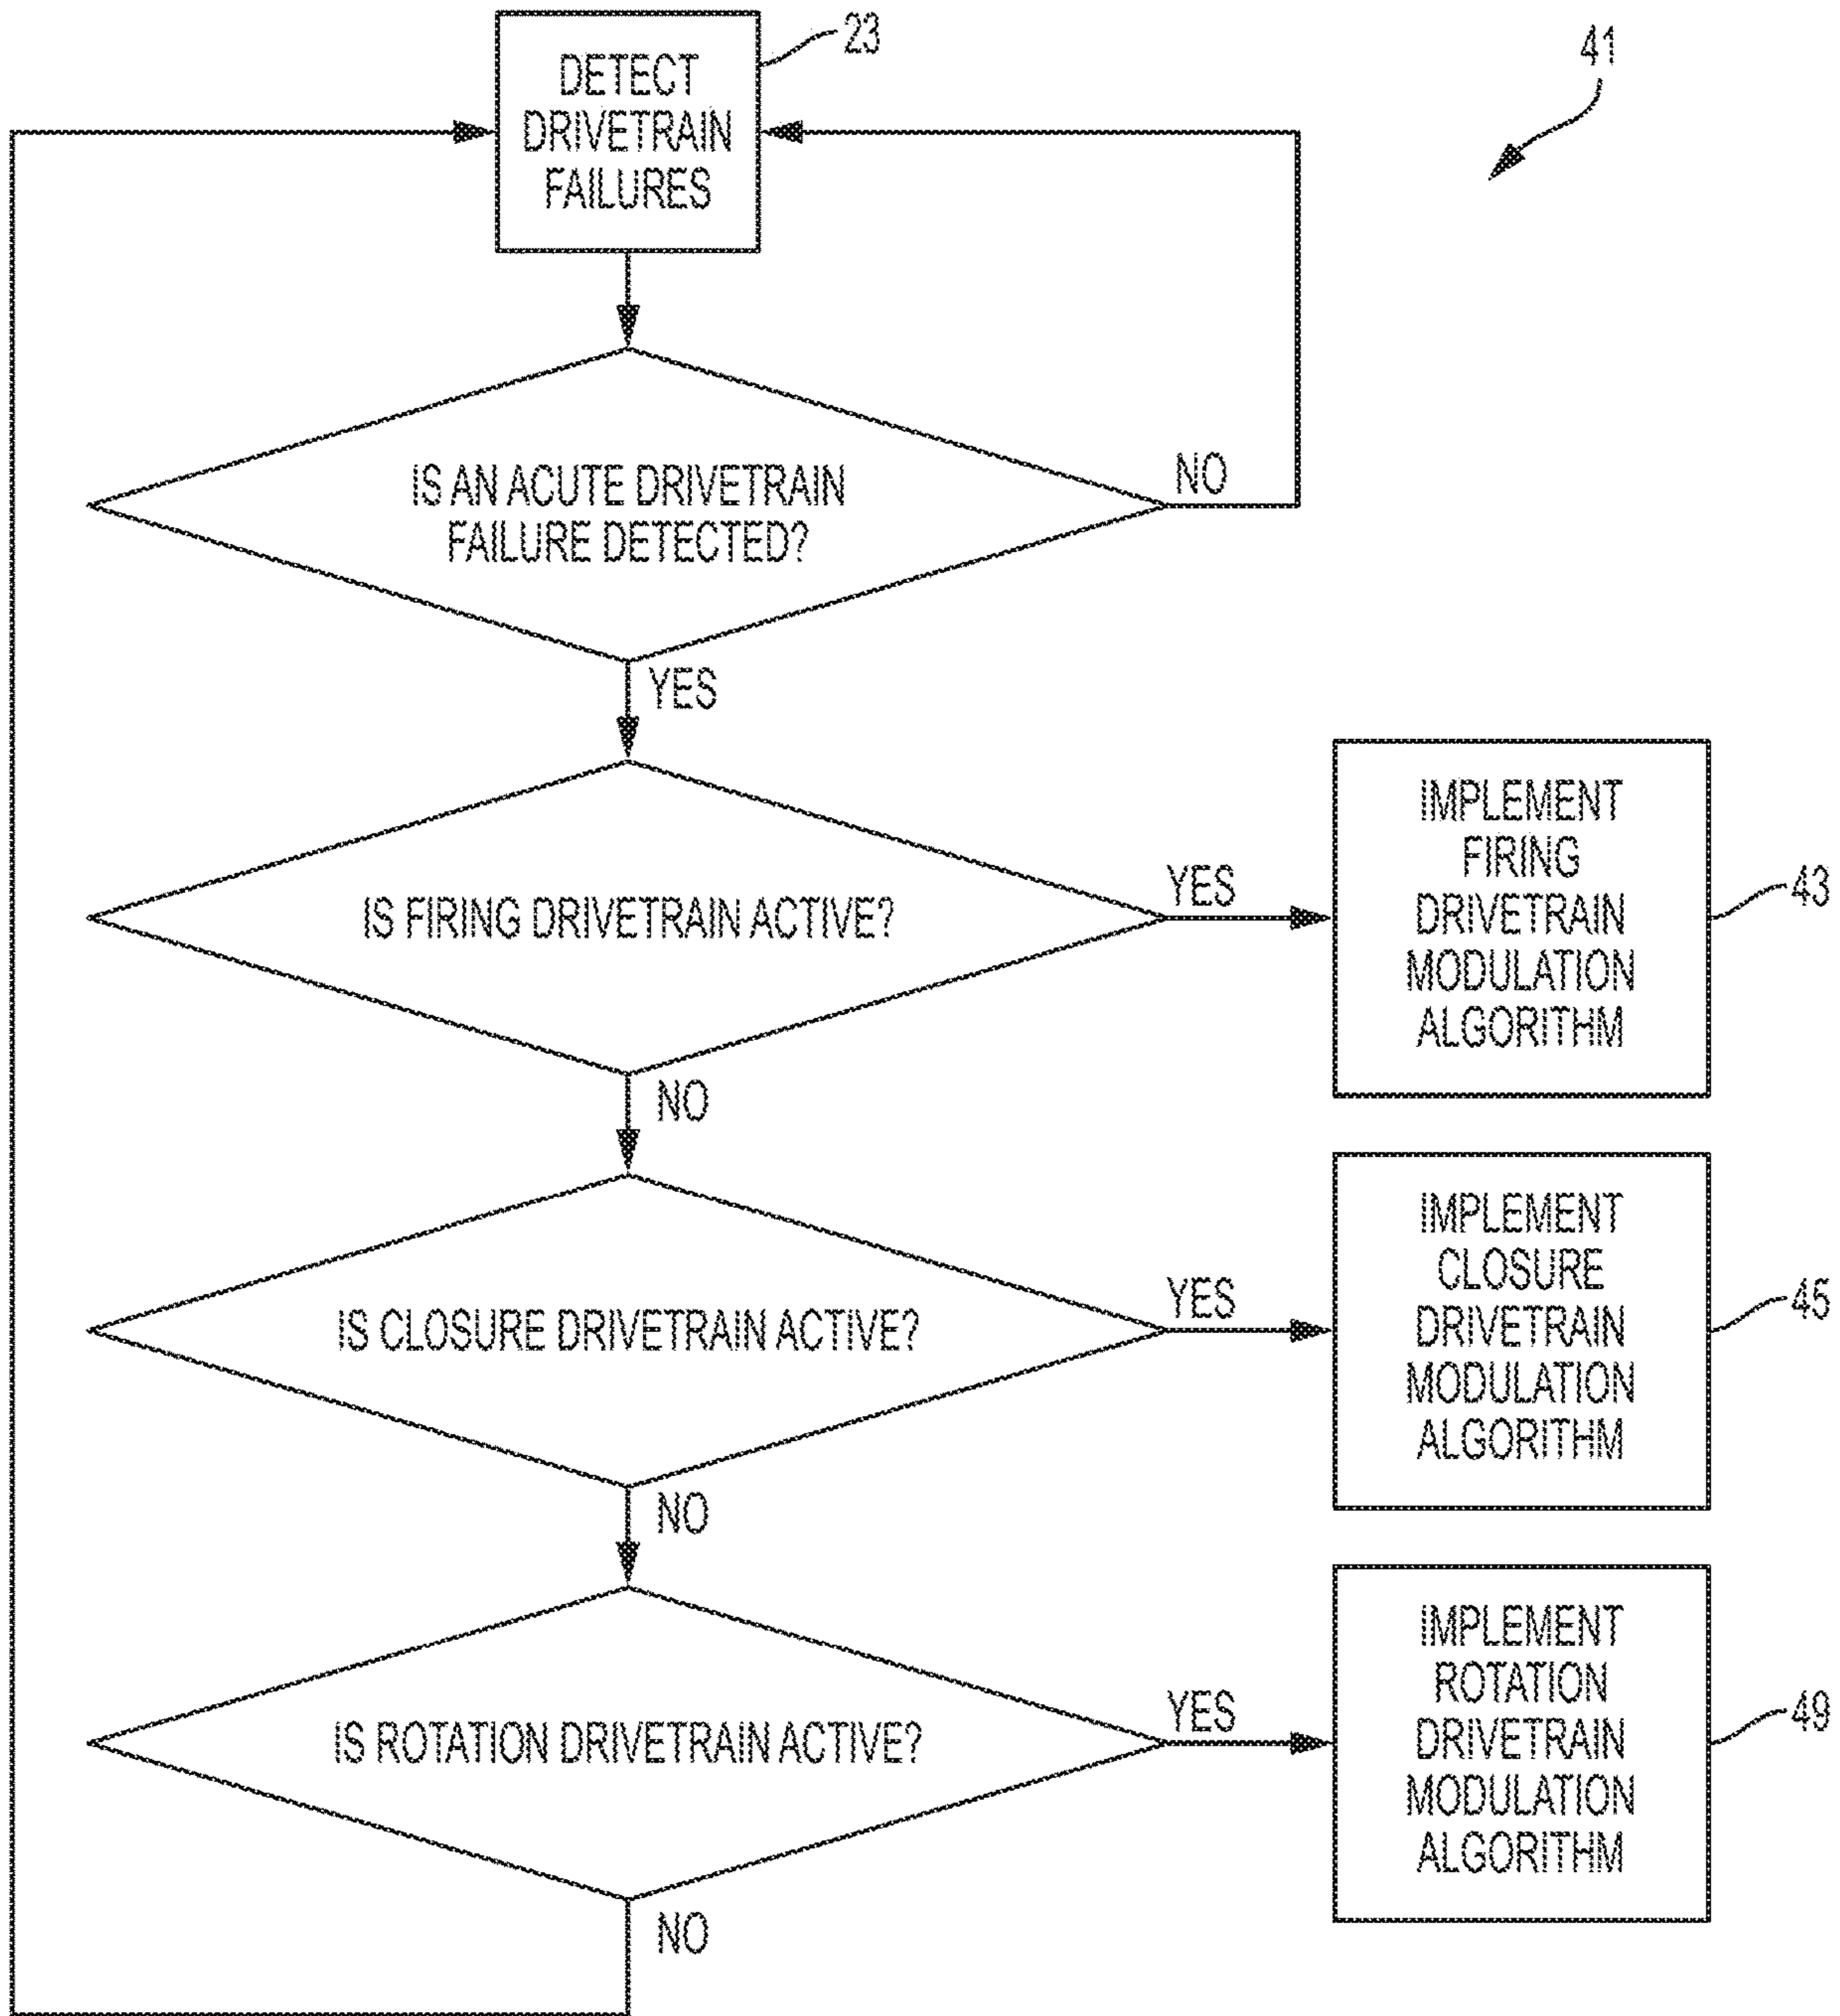 DETECT
DRIVETRAIN
FAILURES
23
41
IS AN ACUTE DRIVETRAIN
FAILURE DETECTED?
NO
YES
IS FIRING DRIVETRAIN ACTIVE?
YES
IMPLEMENT
FIRING
DRIVETRAIN
MODULATION
ALGORITHM
43
NO
IS CLOSURE DRIVETRAIN ACTIVE?
YES
IMPLEMENT
CLOSURE
DRIVETRAIN
MODULATION
ALGORITHM
45
NO
IS ROTATION DRIVETRAIN ACTIVE?
YES
IMPLEMENT
ROTATION
DRIVETRAIN
MODULATION
ALGORITHM
49
NO